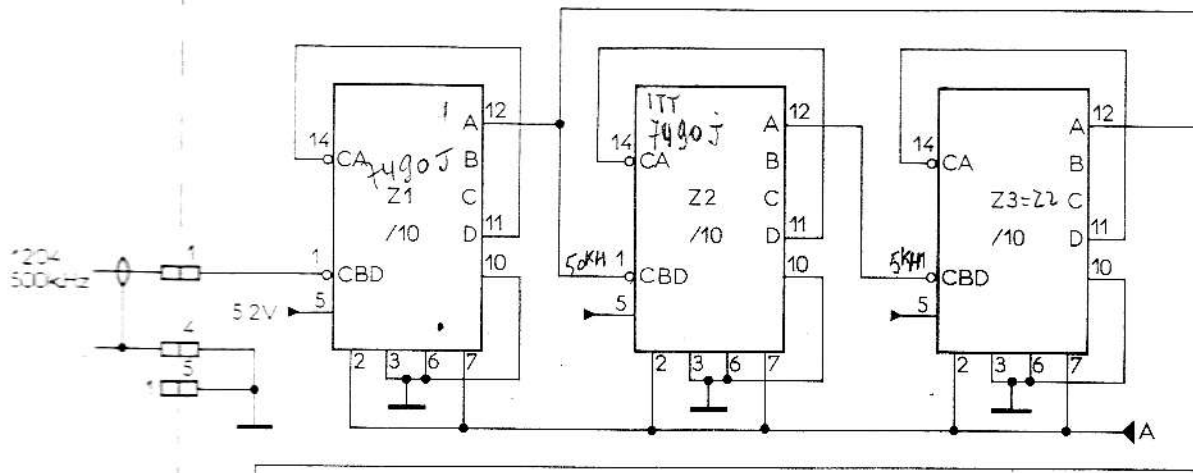 1 A 12
14 CA 7490J B
Z1 C
/10 D 11
10
1 CBD
5
2 3 6 7
ITT
7490J
A 12
14 CA B
Z2 C
/10 D 11
10
50KH 1 CBD
5
2 3 6 7
A 12
14 CA B
Z3=Z2 C
/10 D 11
10
5KH 1 CBD
5
2 3 6 7
A
1204
500kHz
1
5.2V
4
5
1